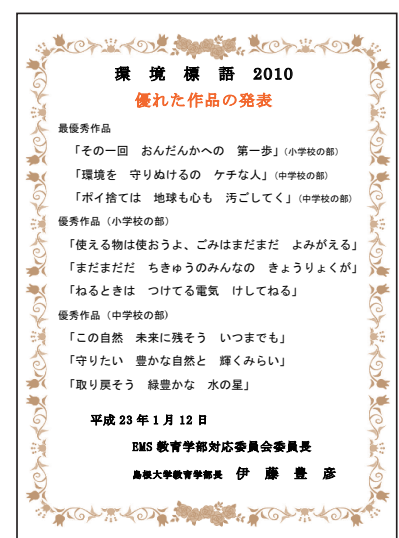 環 境 標 語 2010
優れた作品の発表
最優秀作品
「その一回 おんだんかへの 第一歩」(小学校の部)
「環境を 守りぬけるの ケチな人」(中学校の部)
「ポイ捨ては 地球も心も 汚ごしてく」(中学校の部)
優秀作品(小学校の部)
「使える物は使おうよ、ごみはまだまだ よみがえる」
「まだまだだ ちきゅうのみんなの きょうりょくが」
「ねるときは つけてる電気 けしてねる」
優秀作品(中学校の部)
「この自然 未来に残そう いつまでも」
「守りたい 豊かな自然と 輝くみらい」
「取り戻そう 緑豊かな 水の星」
平成 23 年 1 月 12 日
EMS 教育学部対応委員会委員長
島根大学教育学部長 伊 藤 豊 彦